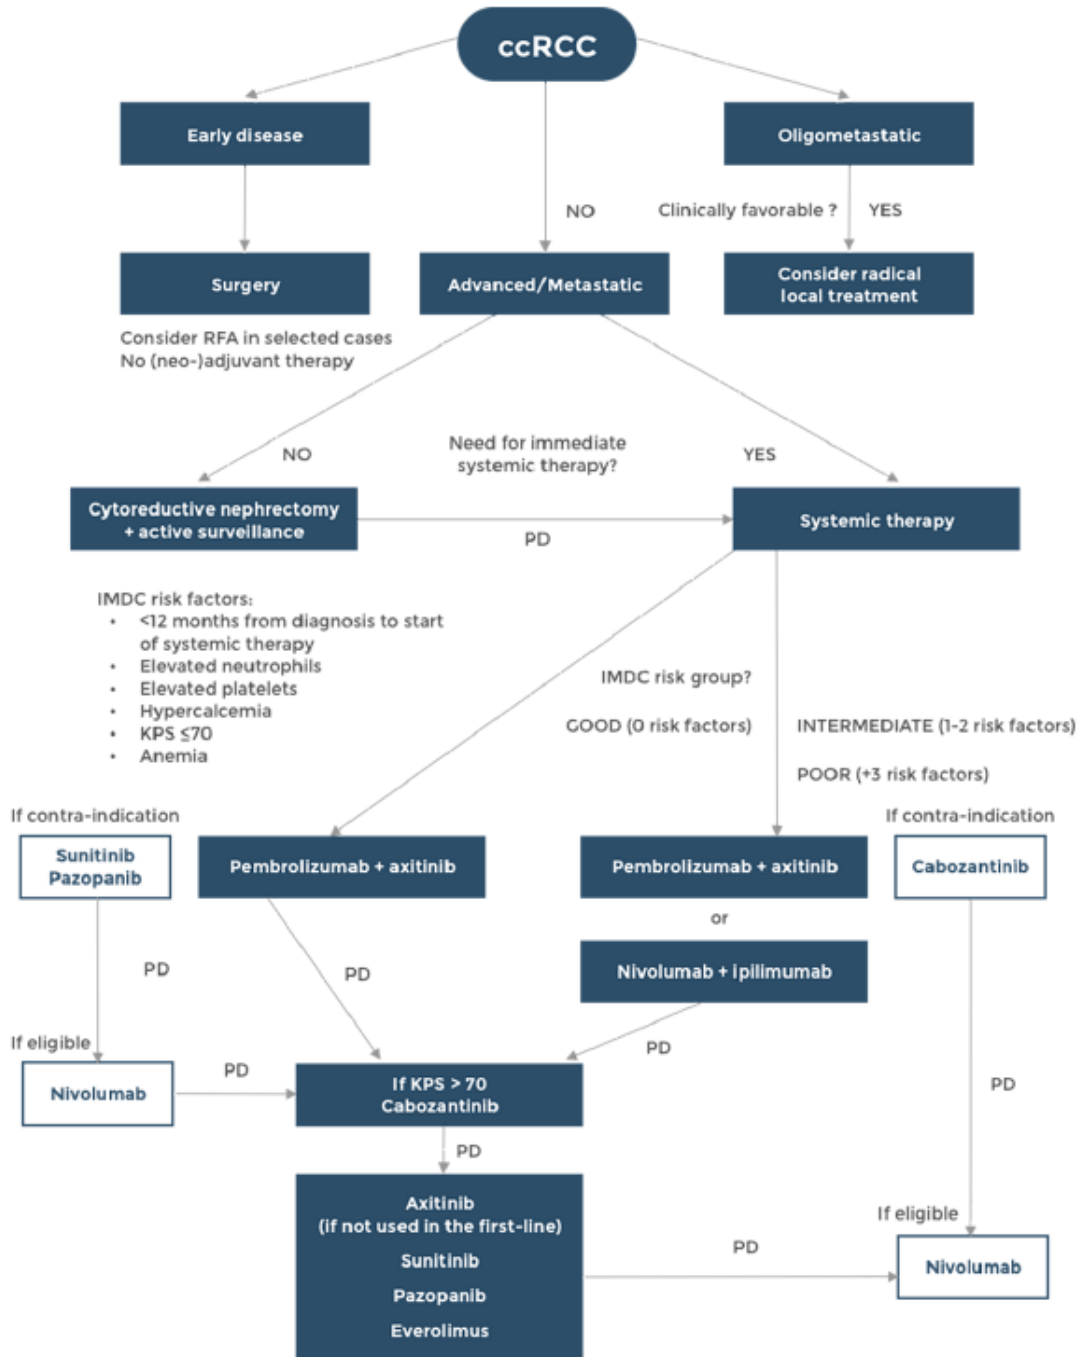 ccRCC
Early disease
Oligometastatic
NO
Clinically favorable ?
YES
Surgery
Advanced/Metastatic
Consider radical
local treatment
Consider RFA in selected cases
No (neo-)adjuvant therapy
NO
Need for immediate
systemic therapy?
YES
Cytoreductive nephrectomy
+ active surveillance
PD
Systemic therapy
IMDC risk factors:
• <12 months from diagnosis to start
of systemic therapy
• Elevated neutrophils
• Elevated platelets
• Hypercalcemia
• KPS ≤70
• Anemia
IMDC risk group?
GOOD (0 risk factors)
INTERMEDIATE (1-2 risk factors)
POOR (+3 risk factors)
If contra-indication
Sunitinib
Pazopanib
Pembrolizumab + axitinib
Pembrolizumab + axitinib
or
Nivolumab + ipilimumab
If contra-indication
Cabozantinib
PD
PD
PD
PD
If eligible
Nivolumab
PD
If KPS > 70
Cabozantinib
PD
Axitinib
(if not used in the first-line)
Sunitinib
Pazopanib
Everolimus
PD
If eligible
Nivolumab